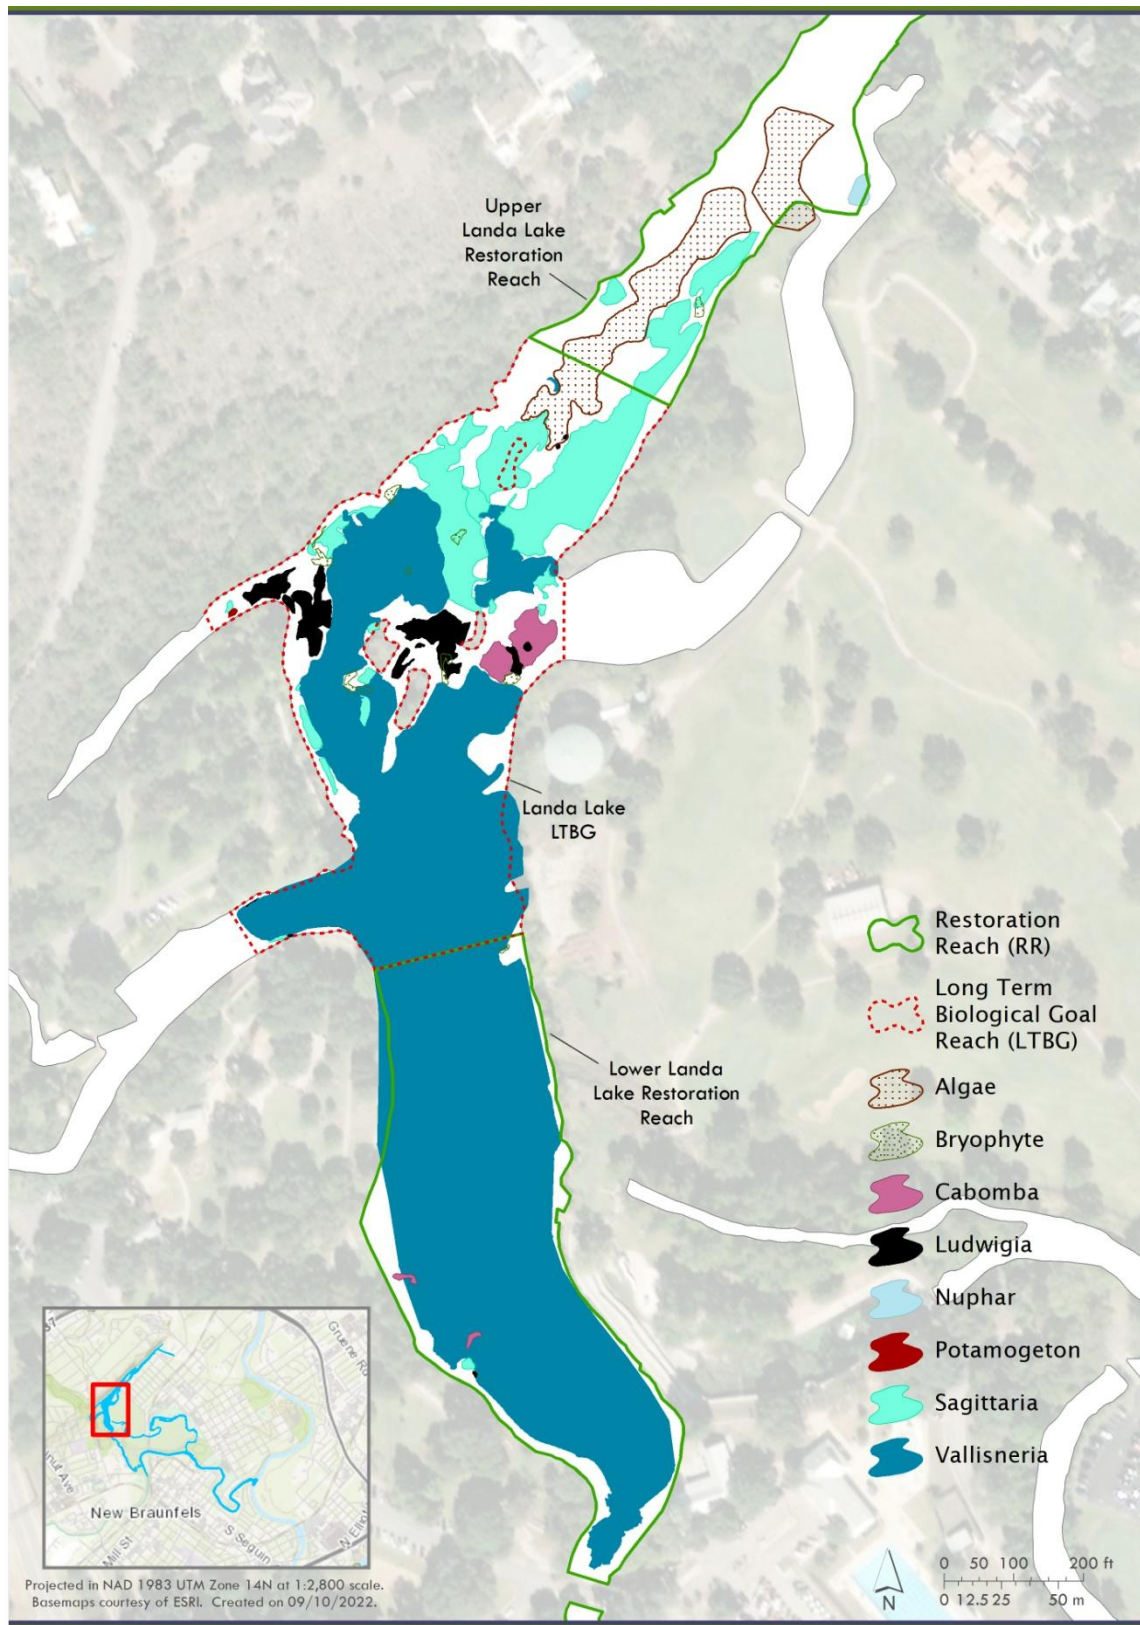 Upper
Landa Lake
Restoration
Reach
Landa Lake
LTBG
Lower Landa
Lake Restoration
Reach
Restoration
Reach (RR)
Long Term
Biological Goal
Reach (LTBG)
Algae
Bryophyte
Cabomba
Ludwigia
Nuphar
Potamogeton
Sagittaria
Vallisneria
Gruene Rd
New Braunfels
Mill St
S Seguin
Projected in NAD 1983 UTM Zone 14N at 1:2,800 scale.
Basemaps courtesy of ESRI. Created on 09/10/2022.
N
0 50 100 200 ft
0 12.5 25 50 m